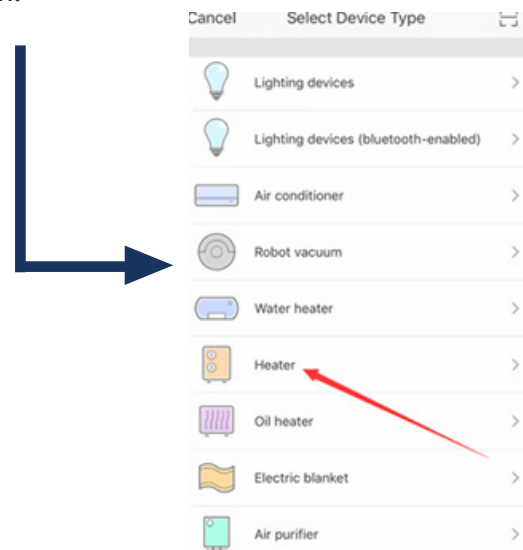 Cancel Select Device Type
Lighting devices
Lighting devices (bluetooth-enabled)
Air conditioner
Robot vacuum
Water heater
Heater
Oil heater
Electric blanket
Air purifier